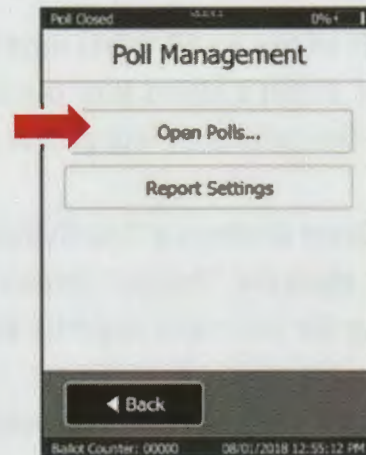 Poll Closed 0%
Poll Management
Open Polls...
Report Settings
Back
Ballot Counter: 00000 08/01/2018 12:55:12 PM